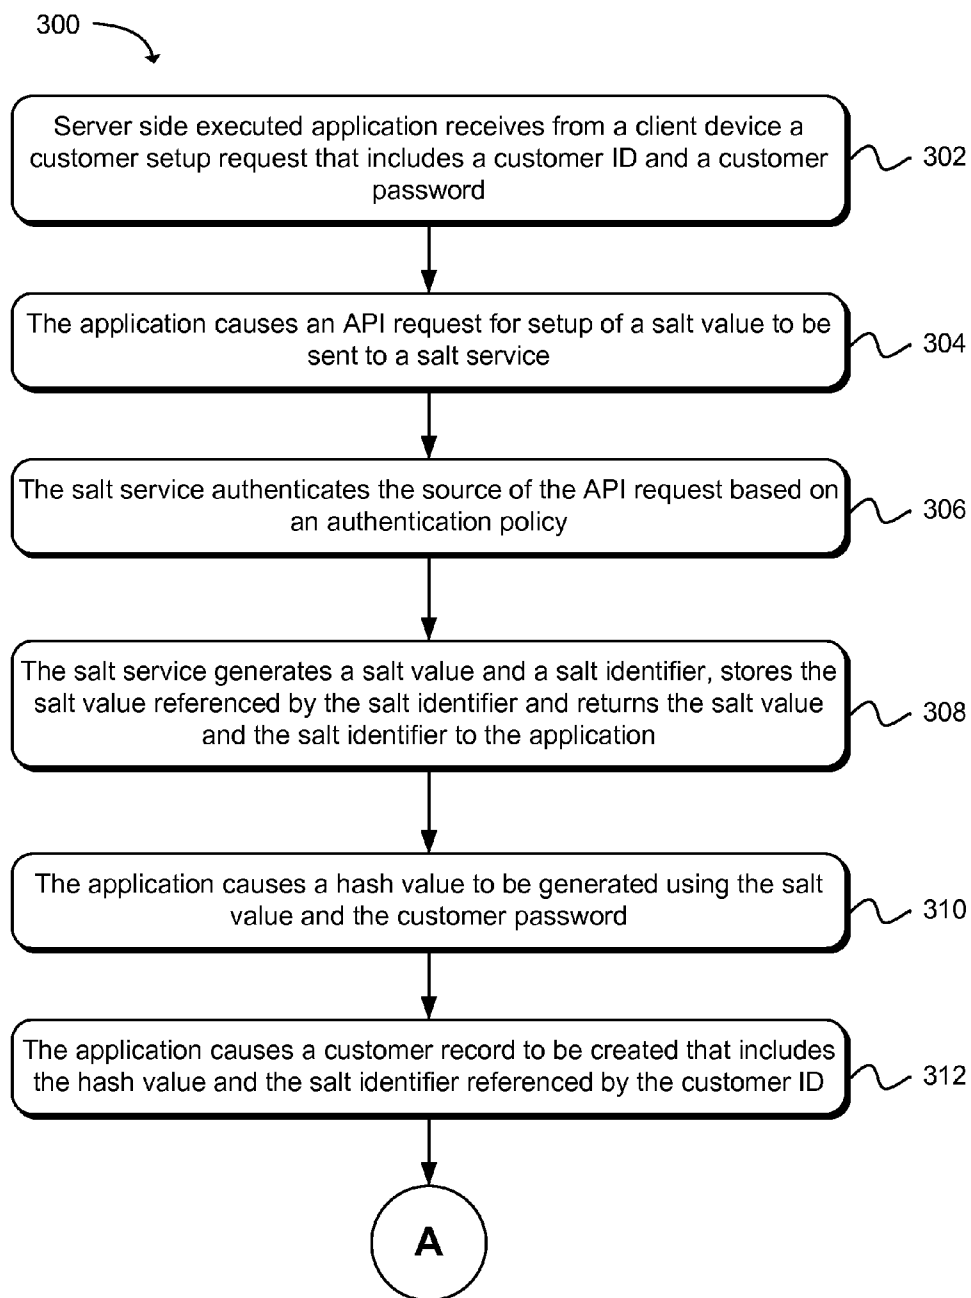 300
Server side executed application receives from a client device a
customer setup request that includes a customer ID and a customer
password
302
The application causes an API request for setup of a salt value to be
sent to a salt service
304
The salt service authenticates the source of the API request based on
an authentication policy
306
The salt service generates a salt value and a salt identifier, stores the
salt value referenced by the salt identifier and returns the salt value
and the salt identifier to the application
308
The application causes a hash value to be generated using the salt
value and the customer password
310
The application causes a customer record to be created that includes
the hash value and the salt identifier referenced by the customer ID
312
A